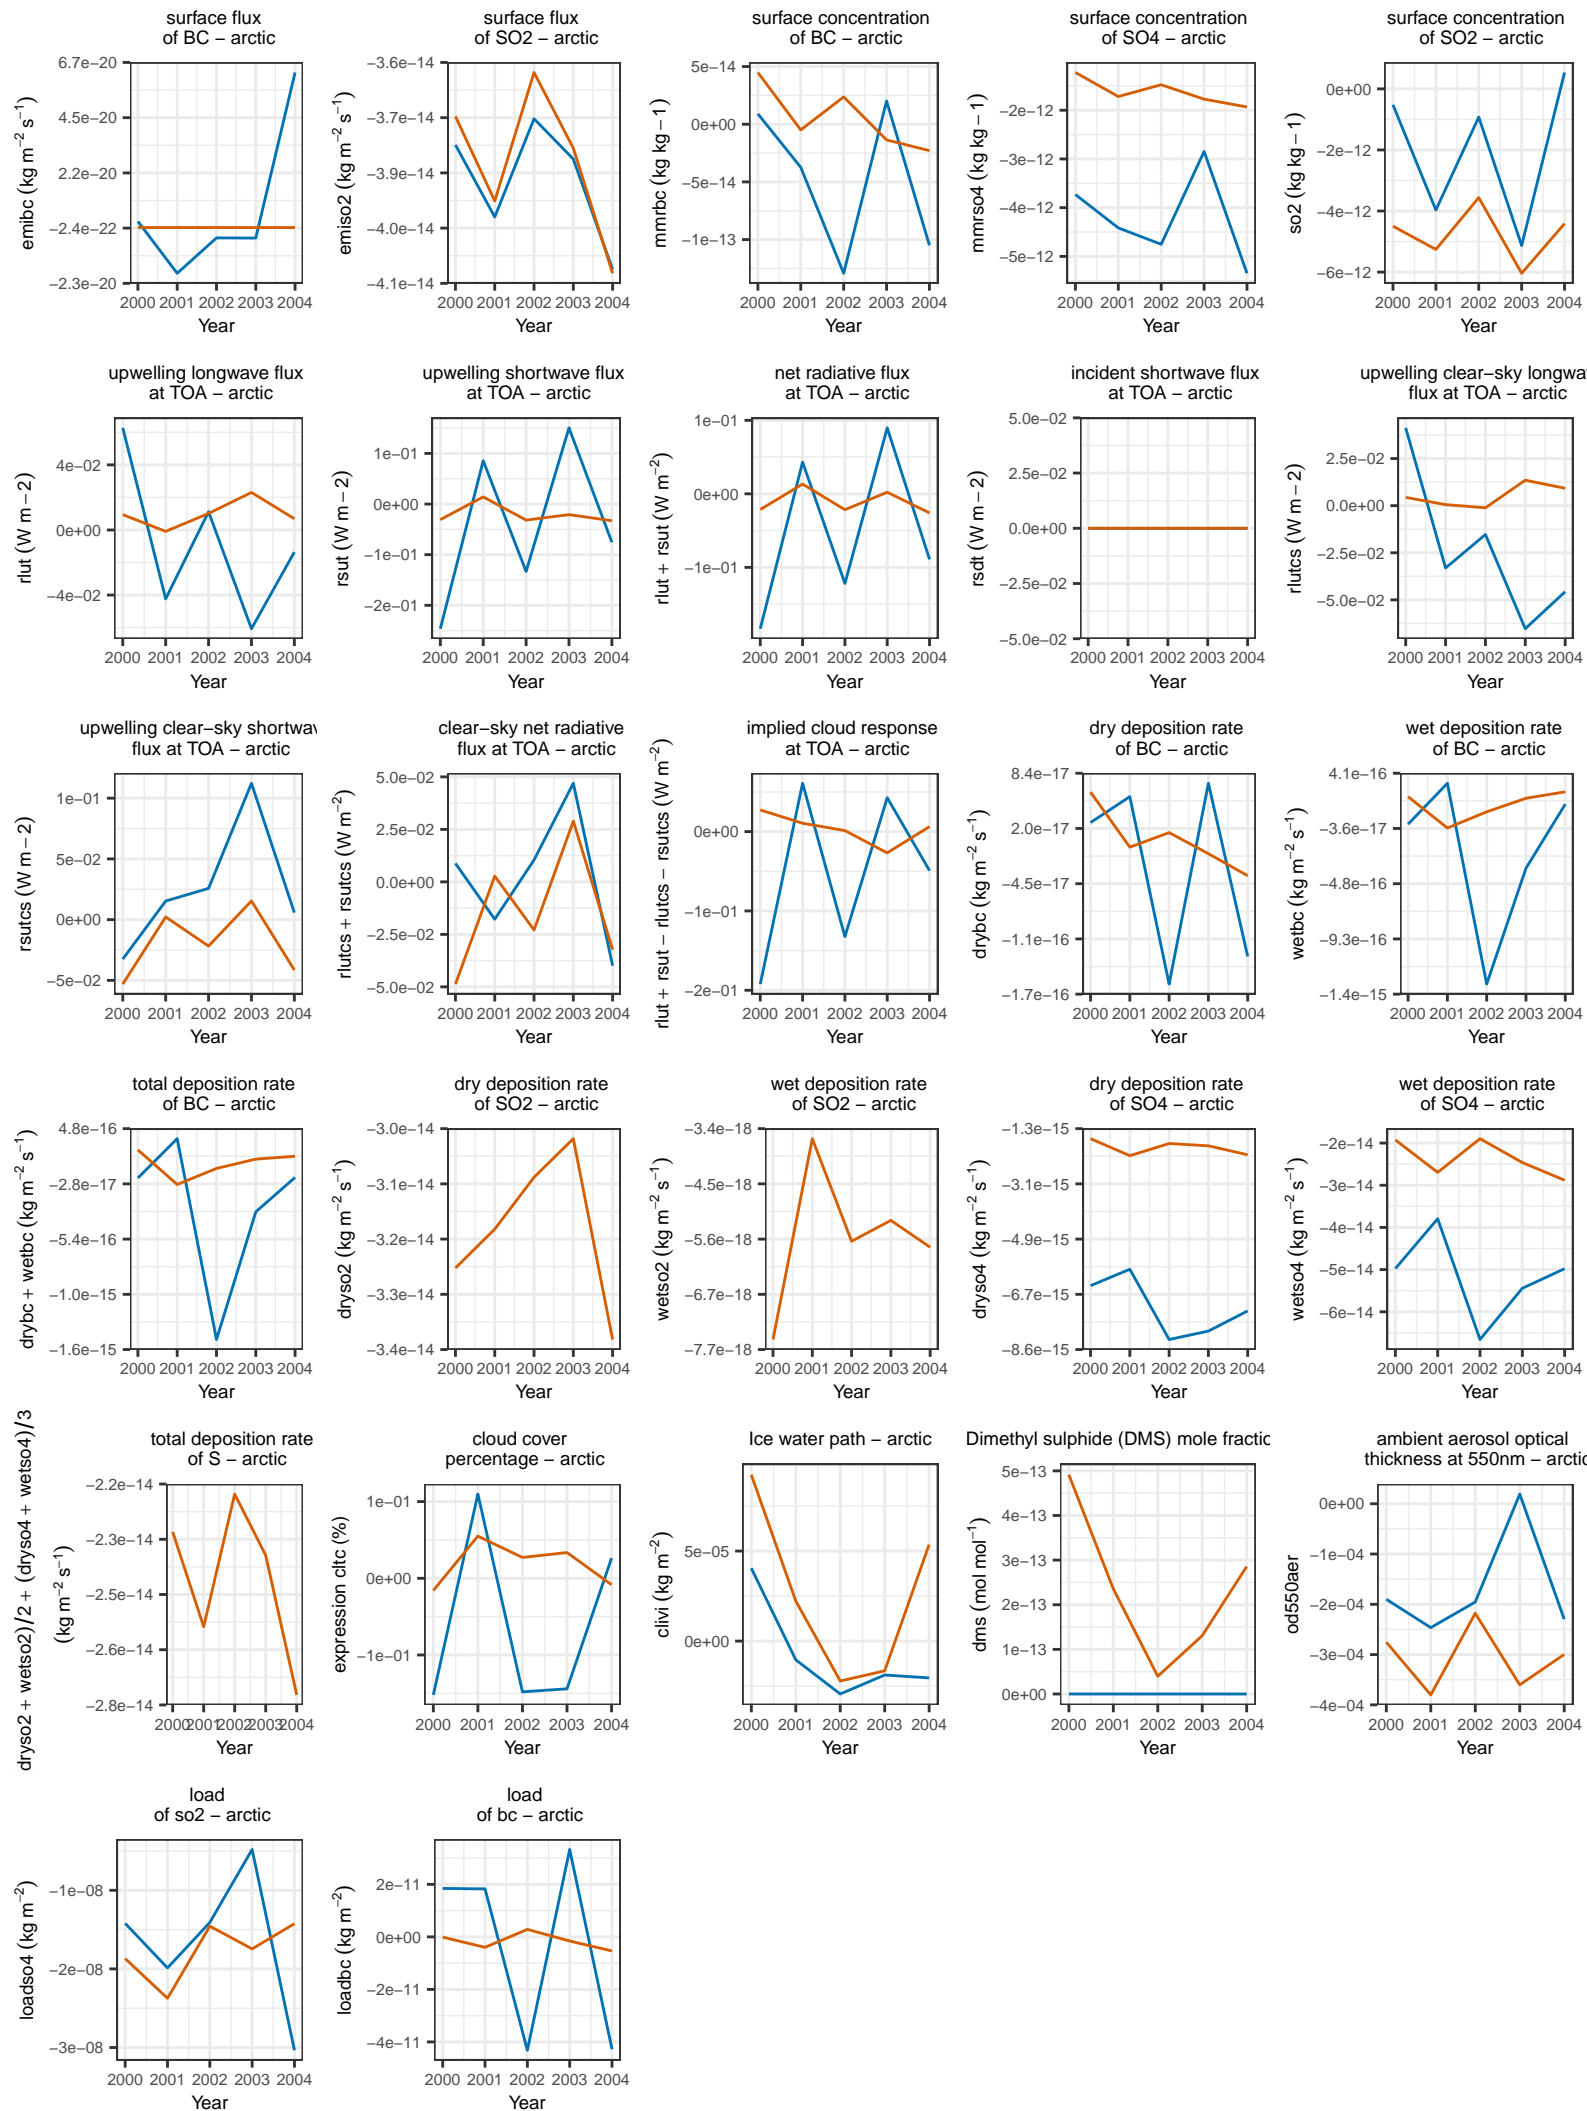 surface flux
of BC − arctic
emibc (kg m−2 s−1)
6.7e−20
4.5e−20
2.2e−20
−2.4e−22
−2.3e−20
2000 2001 2002 2003 2004
Year
surface flux
of SO2 − arctic
emiso2 (kg m−2 s−1)
−3.6e−14
−3.7e−14
−3.9e−14
−4.0e−14
−4.1e−14
2000 2001 2002 2003 2004
Year
surface concentration
of BC − arctic
mmrbc (kg kg − 1)
5e−14
0e+00
−5e−14
−1e−13
2000 2001 2002 2003 2004
Year
surface concentration
of SO4 − arctic
mmrso4 (kg kg − 1)
−2e−12
−3e−12
−4e−12
−5e−12
2000 2001 2002 2003 2004
Year
surface concentration
of SO2 − arctic
so2 (kg kg − 1)
0e+00
−2e−12
−4e−12
−6e−12
2000 2001 2002 2003 2004
Year
upwelling longwave flux
at TOA − arctic
rlut (W m − 2)
4e−02
0e+00
−4e−02
2000 2001 2002 2003 2004
Year
upwelling shortwave flux
at TOA − arctic
rsut (W m − 2)
1e−01
0e+00
−1e−01
−2e−01
2000 2001 2002 2003 2004
Year
net radiative flux
at TOA − arctic
rlut + rsut (W m−2)
1e−01
0e+00
−1e−01
2000 2001 2002 2003 2004
Year
incident shortwave flux
at TOA − arctic
rsdt (W m − 2)
5.0e−02
2.5e−02
0.0e+00
−2.5e−02
−5.0e−02
2000 2001 2002 2003 2004
Year
upwelling clear−sky longwav
flux at TOA − arctic
rlutcs (W m − 2)
2.5e−02
0.0e+00
−2.5e−02
−5.0e−02
2000 2001 2002 2003 2004
Year
upwelling clear−sky shortwav
flux at TOA − arctic
rsutcs (W m − 2)
1e−01
5e−02
0e+00
−5e−02
2000 2001 2002 2003 2004
Year
clear−sky net radiative
flux at TOA − arctic
rlutcs + rsutcs (W m−2)
5.0e−02
2.5e−02
0.0e+00
−2.5e−02
−5.0e−02
2000 2001 2002 2003 2004
Year
implied cloud response
at TOA − arctic
rlut + rsut − rlutcs − rsutcs (W m−2)
0e+00
−1e−01
−2e−01
2000 2001 2002 2003 2004
Year
dry deposition rate
of BC − arctic
drybc (kg m−2 s−1)
8.4e−17
2.0e−17
−4.5e−17
−1.1e−16
−1.7e−16
2000 2001 2002 2003 2004
Year
wet deposition rate
of BC − arctic
wetbc (kg m−2 s−1)
4.1e−16
−3.6e−17
−4.8e−16
−9.3e−16
−1.4e−15
2000 2001 2002 2003 2004
Year
total deposition rate
of BC − arctic
drybc + wetbc (kg m−2 s−1)
4.8e−16
−2.8e−17
−5.4e−16
−1.0e−15
−1.6e−15
2000 2001 2002 2003 2004
Year
dry deposition rate
of SO2 − arctic
dryso2 (kg m−2 s−1)
−3.0e−14
−3.1e−14
−3.2e−14
−3.3e−14
−3.4e−14
2000 2001 2002 2003 2004
Year
wet deposition rate
of SO2 − arctic
wetso2 (kg m−2 s−1)
−3.4e−18
−4.5e−18
−5.6e−18
−6.7e−18
−7.7e−18
2000 2001 2002 2003 2004
Year
dry deposition rate
of SO4 − arctic
dryso4 (kg m−2 s−1)
−1.3e−15
−3.1e−15
−4.9e−15
−6.7e−15
−8.6e−15
2000 2001 2002 2003 2004
Year
wet deposition rate
of SO4 − arctic
wetso4 (kg m−2 s−1)
−2e−14
−3e−14
−4e−14
−5e−14
−6e−14
2000 2001 2002 2003 2004
Year
total deposition rate
of S − arctic
dryso2 + wetso2)/2 + (dryso4 + wetso4)/3
(kg m−2 s−1)
−2.2e−14
−2.3e−14
−2.5e−14
−2.6e−14
−2.8e−14
2000 2001 2002 2003 2004
Year
cloud cover
percentage − arctic
expression cltc (%)
1e−01
0e+00
−1e−01
2000 2001 2002 2003 2004
Year
Ice water path − arctic
clivi (kg m−2)
5e−05
0e+00
2000 2001 2002 2003 2004
Year
Dimethyl sulphide (DMS) mole fractic
dms (mol mol−1)
5e−13
4e−13
3e−13
2e−13
1e−13
0e+00
2000 2001 2002 2003 2004
Year
ambient aerosol optical
thickness at 550nm − arctic
od550aer
0e+00
−1e−04
−2e−04
−3e−04
−4e−04
2000 2001 2002 2003 2004
Year
load
of so2 − arctic
loadso4 (kg m−2)
−1e−08
−2e−08
−3e−08
2000 2001 2002 2003 2004
Year
load
of bc − arctic
loadbc (kg m−2)
2e−11
0e+00
−2e−11
−4e−11
2000 2001 2002 2003 2004
Year